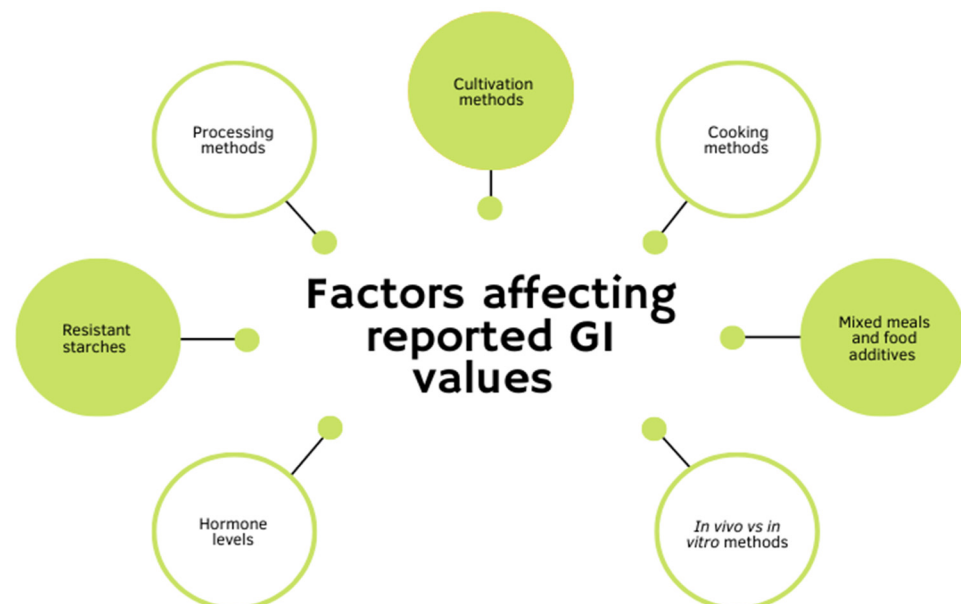 Cultivation
methods
Processing
methods
Cooking
methods
Factors affecting
reported GI
values
Resistant
starches
Mixed meals
and food
additives
Hormone
levels
In vivo vs in
vitro methods